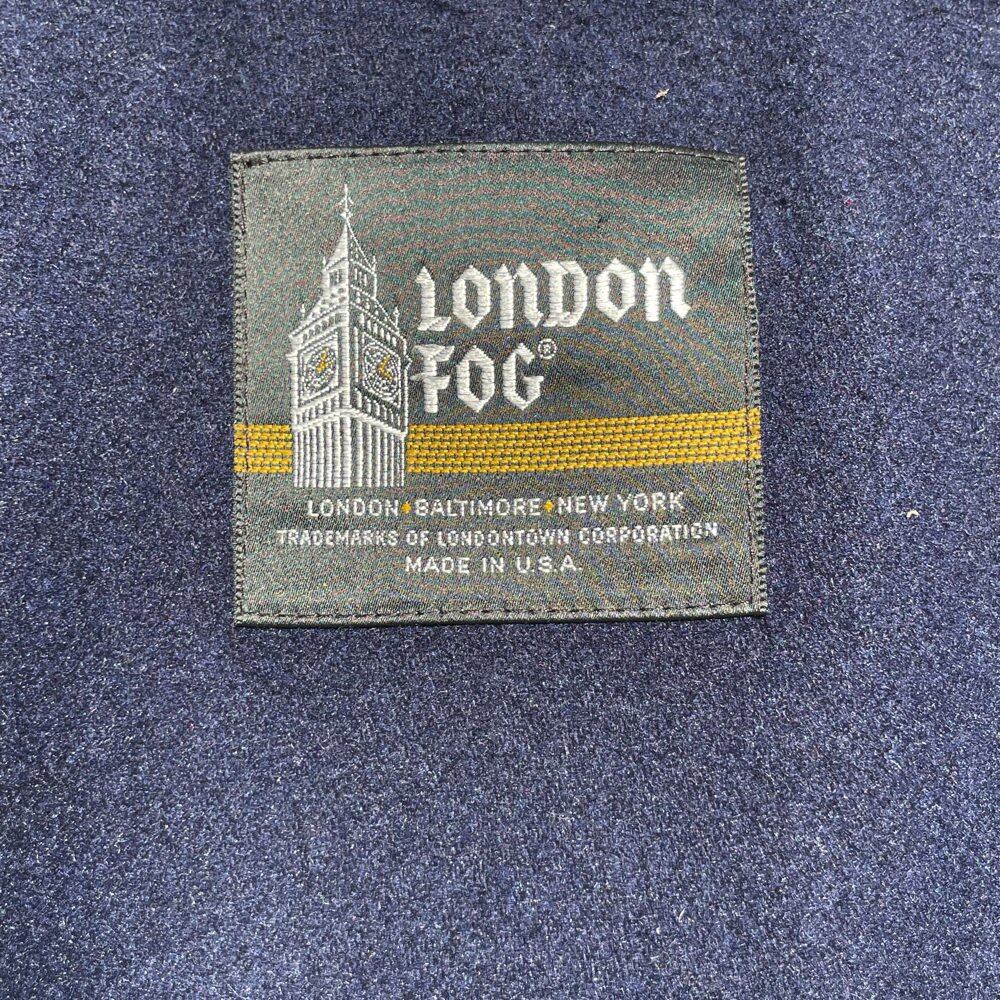 LONDON
FOG®
LONDON♦BALTIMORE♦NEW YORK
TRADEMARKS OF LONDONTOWN CORPORATION
MADE IN U.S.A.